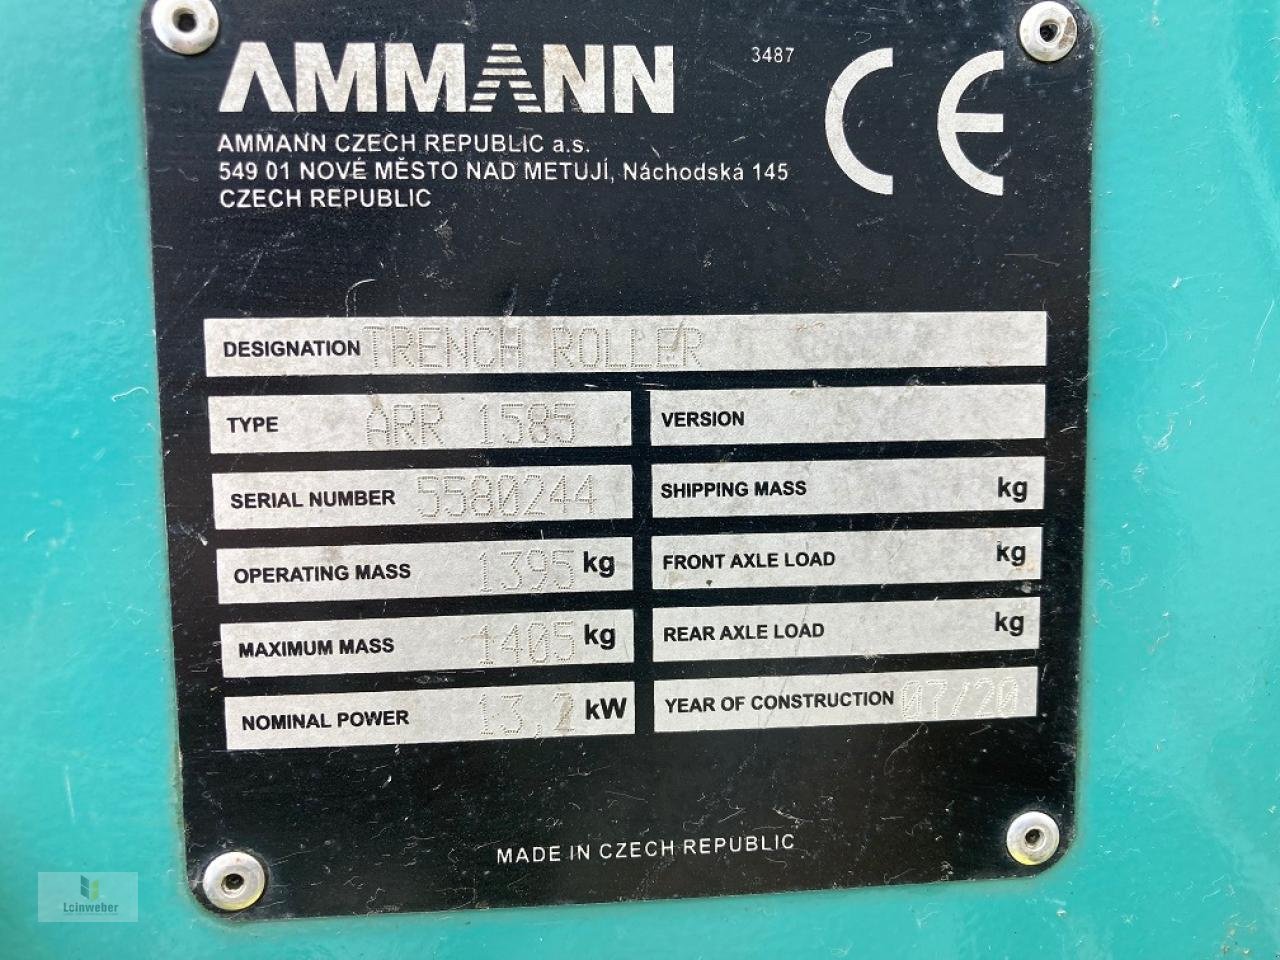 AMMANN
3487
CE
AMMANN CZECH REPUBLIC a.s.
549 01 NOVÉ MĚSTO NAD METUJÍ, Náchodská 145
CZECH REPUBLIC
DESIGNATION TRENCH ROLLER
TYPE ARR 1585
VERSION
SERIAL NUMBER 5580244
SHIPPING MASS kg
OPERATING MASS 1395 kg
FRONT AXLE LOAD kg
MAXIMUM MASS 1405 kg
REAR AXLE LOAD kg
NOMINAL POWER 13,2 kW
YEAR OF CONSTRUCTION 07/20
MADE IN CZECH REPUBLIC
Leinweber